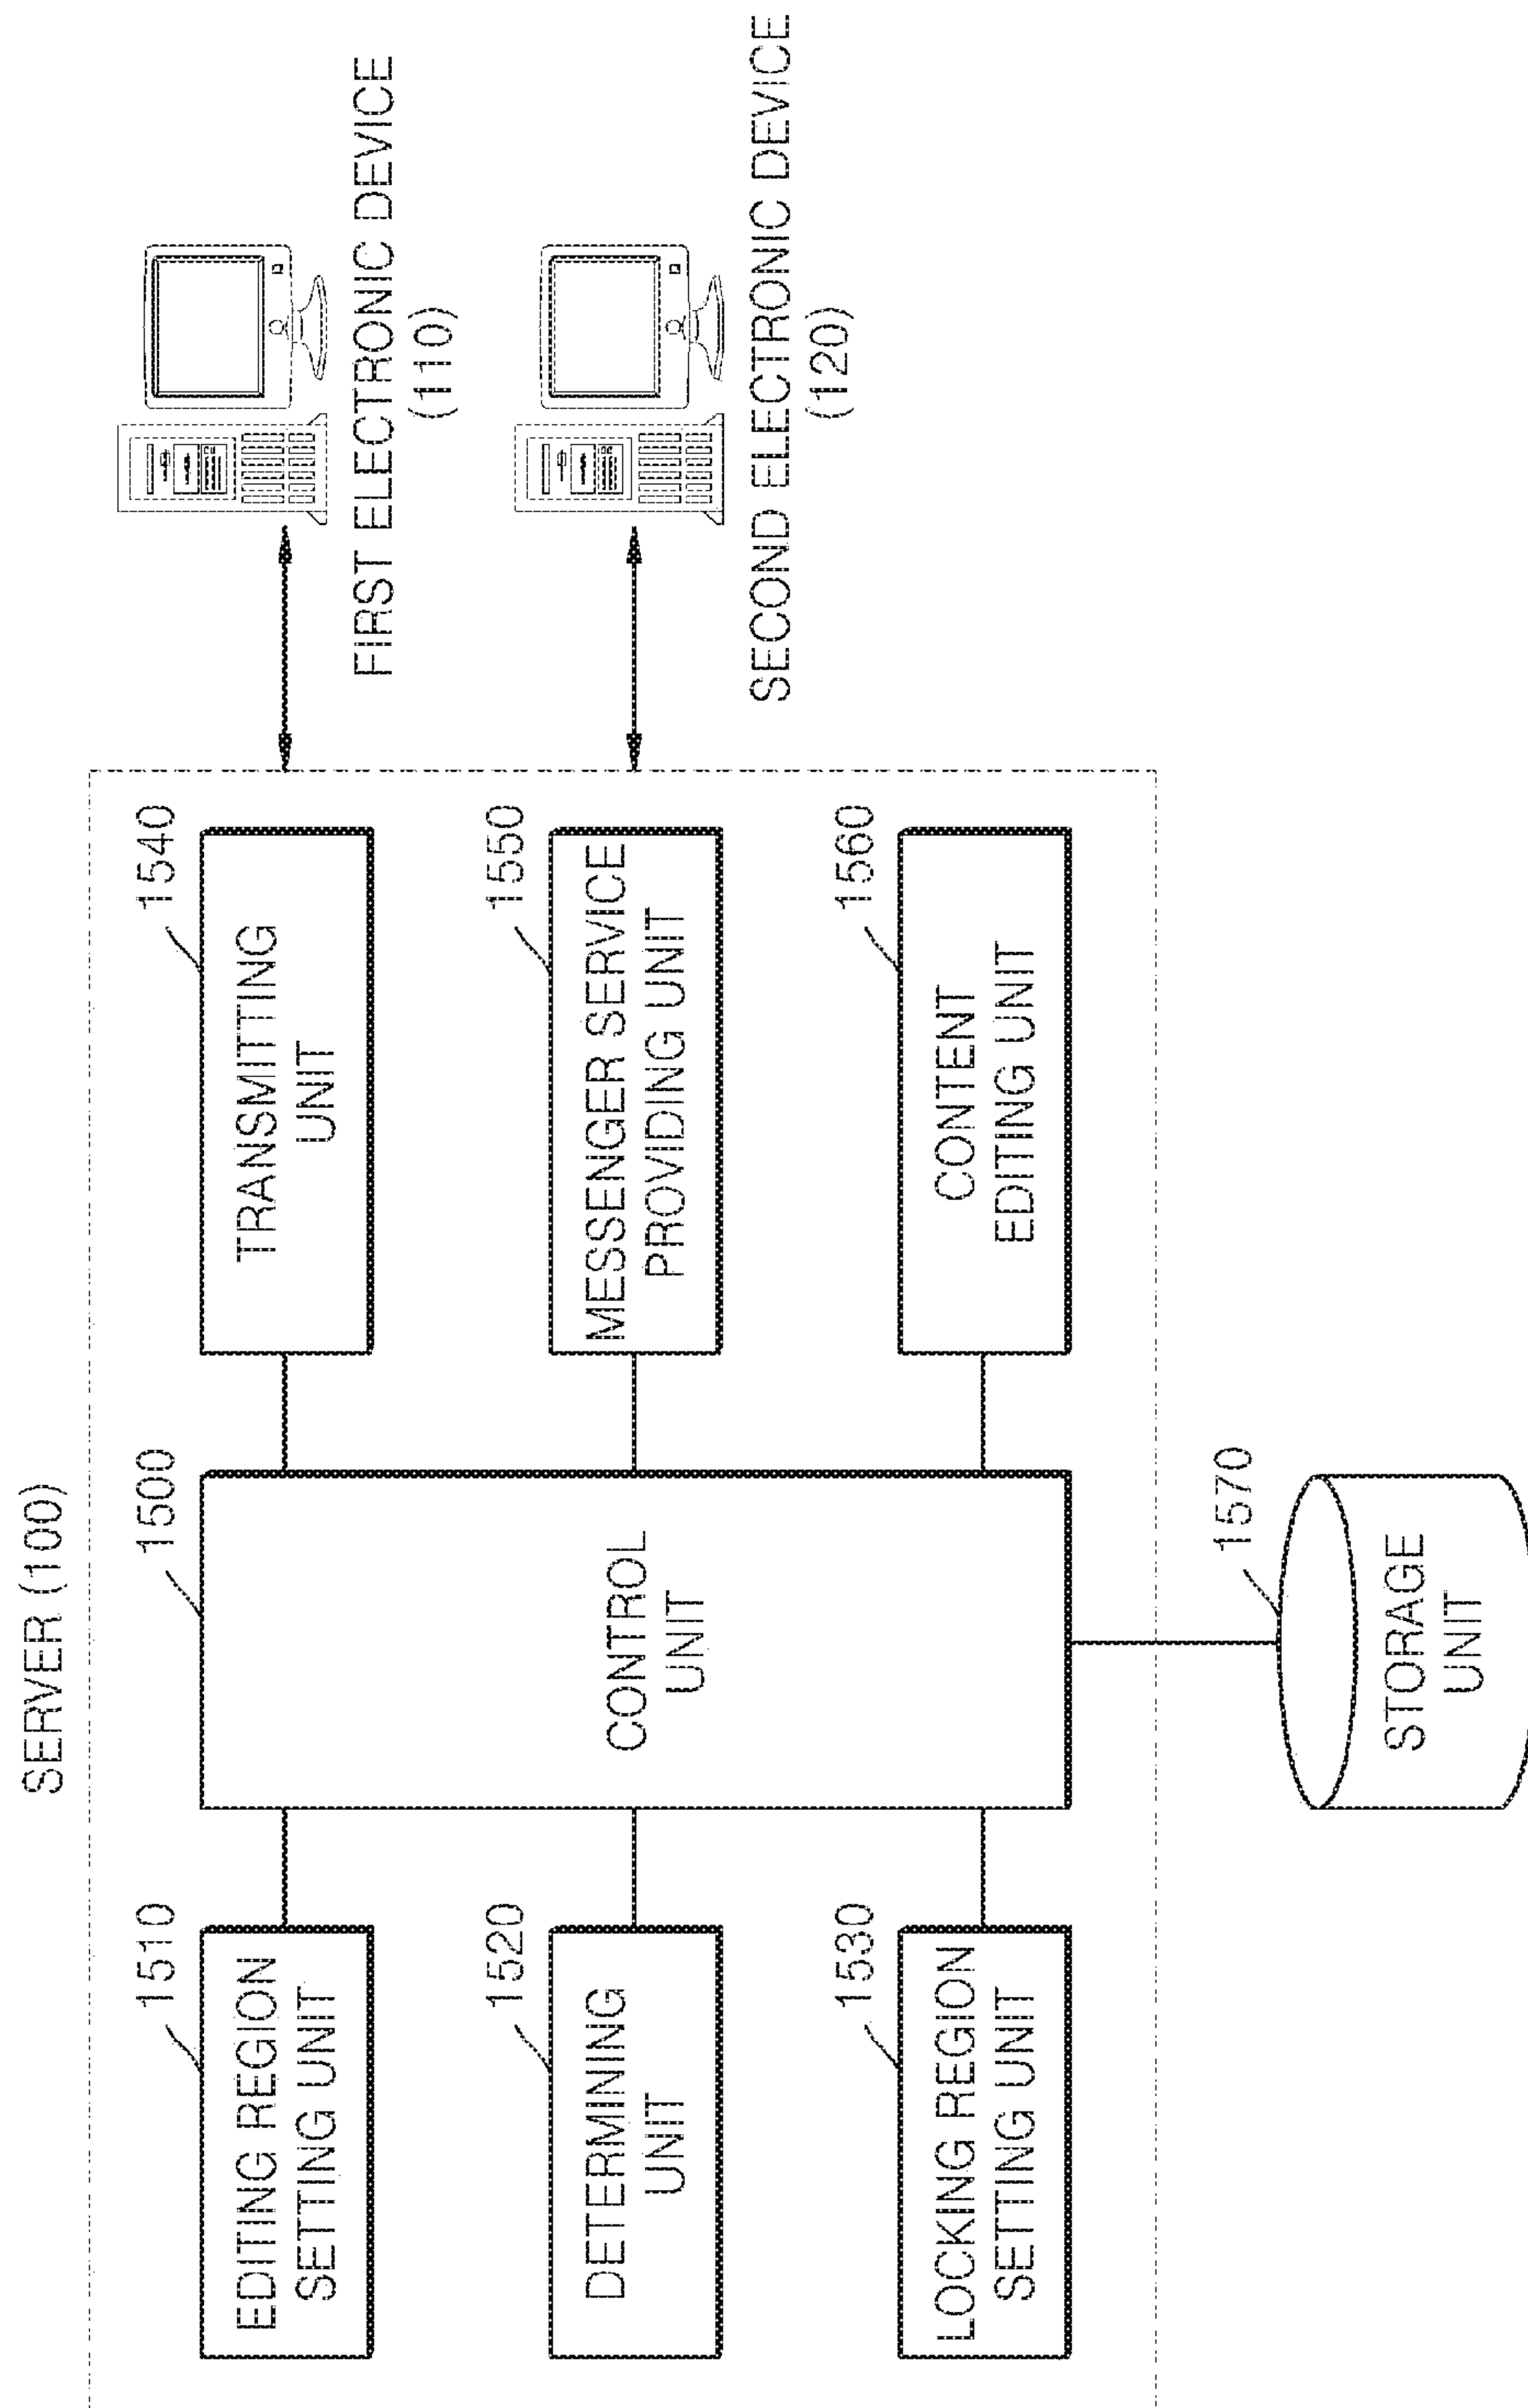 SERVER (100)
1510
EDITING REGION
SETTING UNIT
1520
DETERMINING
UNIT
1530
LOCKING REGION
SETTING UNIT
1500
CONTROL
UNIT
1540
TRANSMITTING
UNIT
1550
MESSENGER SERVICE
PROVIDING UNIT
1560
CONTENT
EDITING UNIT
1570
STORAGE
UNIT
FIRST ELECTRONIC DEVICE
(110)
SECOND ELECTRONIC DEVICE
(120)